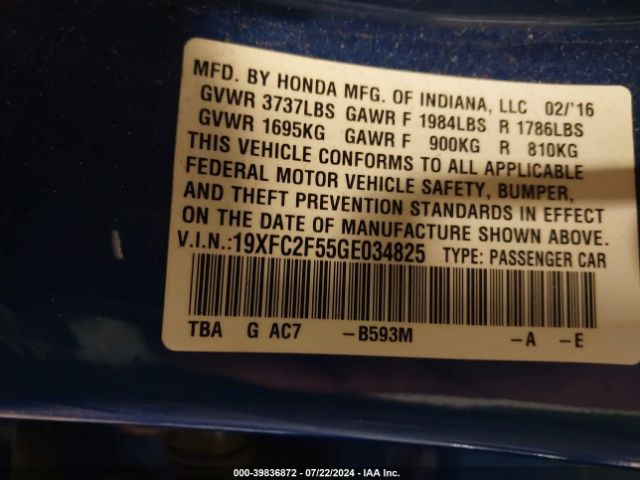 MFD. BY HONDA MFG. OF INDIANA, LLC 02/'16
GVWR 3737LBS GAWR F 1984LBS R 1786LBS
GVWR 1695KG GAWR F 900KG R 810KG
THIS VEHICLE CONFORMS TO ALL APPLICABLE
FEDERAL MOTOR VEHICLE SAFETY, BUMPER,
AND THEFT PREVENTION STANDARDS IN EFFECT
ON THE DATE OF MANUFACTURE SHOWN ABOVE.
V.I.N.:19XFC2F55GE034825 TYPE: PASSENGER CAR
TBA G AC7 -B593M -A -E
000-39836872 - 07/22/2024 - IAA Inc.